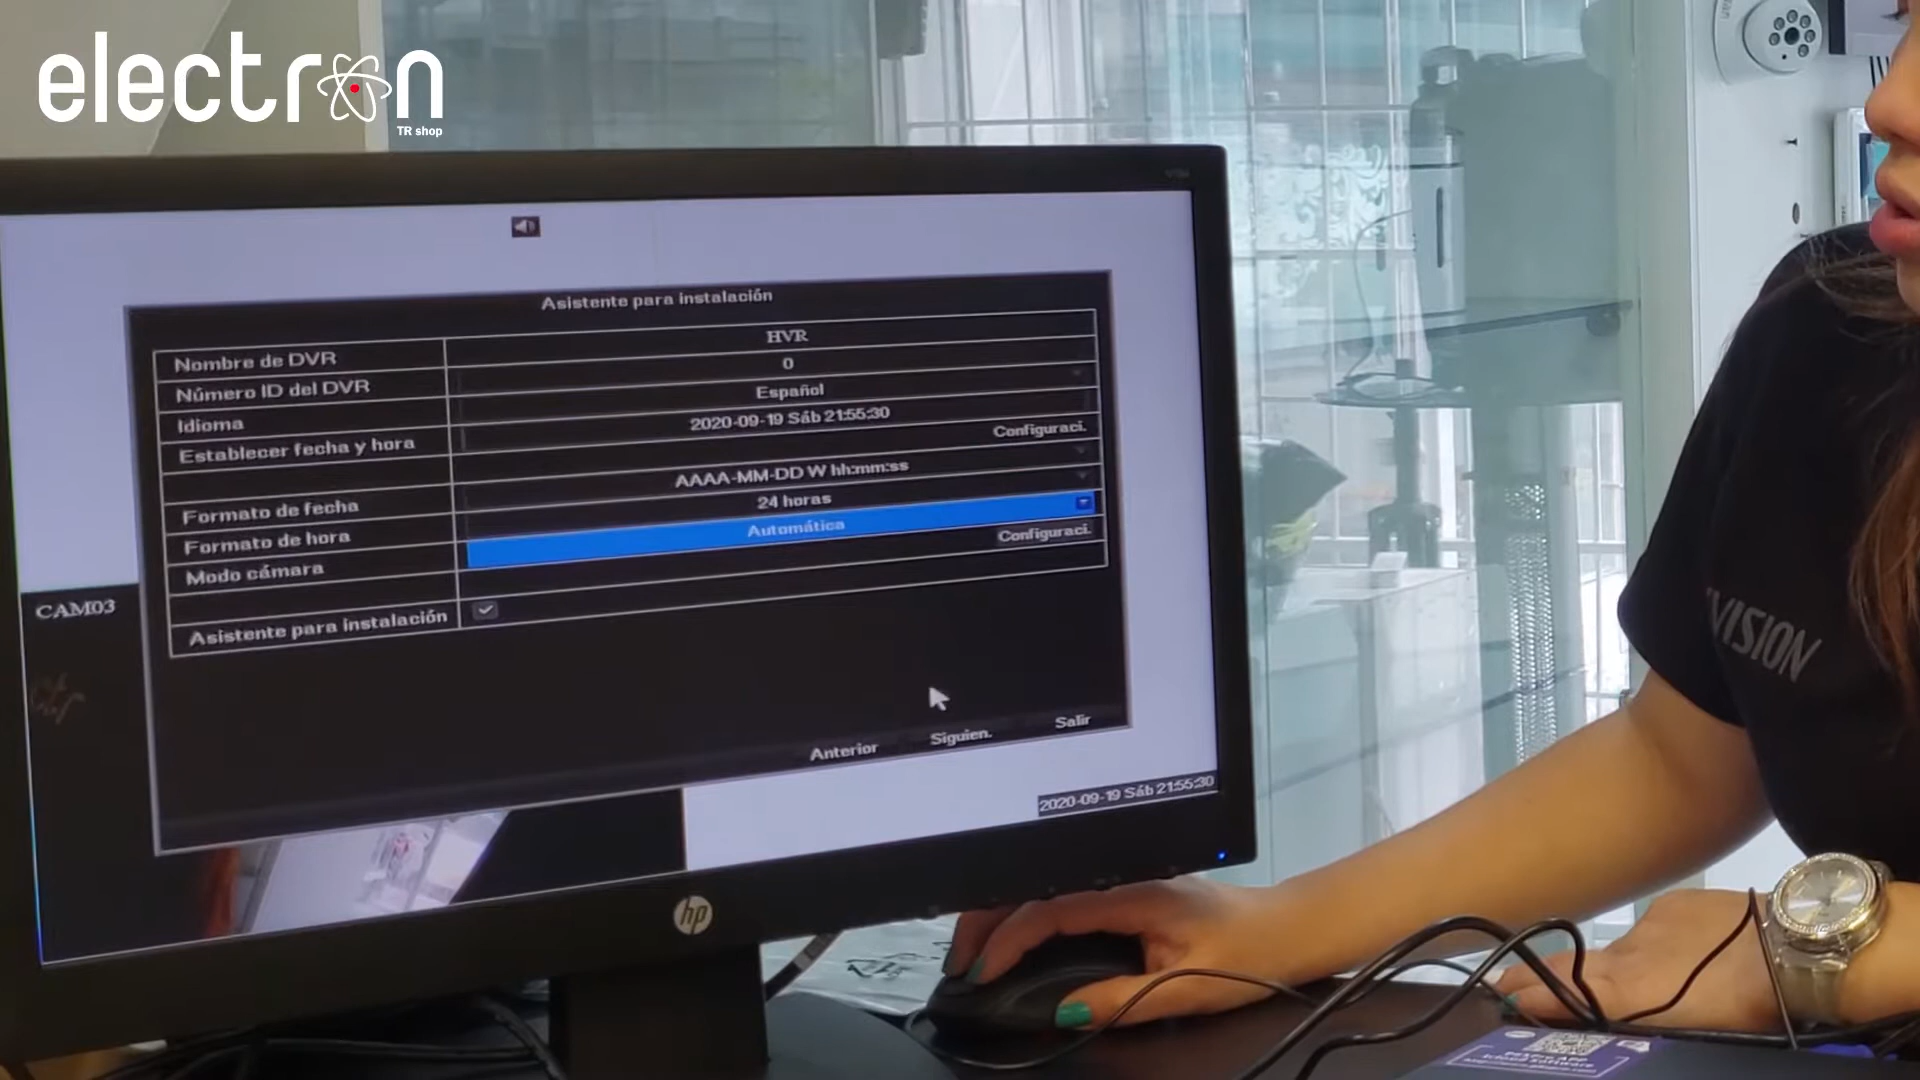 electron
TR shop
Asistente para instalación
Nombre de DVR
HVR
Número ID del DVR
0
Idioma
Español
Establecer fecha y hora
2020-09-19 Sáb 21:55:30
Configuraci.
Formato de fecha
AAAA-MM-DD W hh:mm:ss
Formato de hora
24 horas
Modo cámara
Automática
Configuraci.
Asistente para instalación
Anterior
Siguien.
Salir
CAM03
2020-09-19 Sáb 21:55:30
hp
VISION